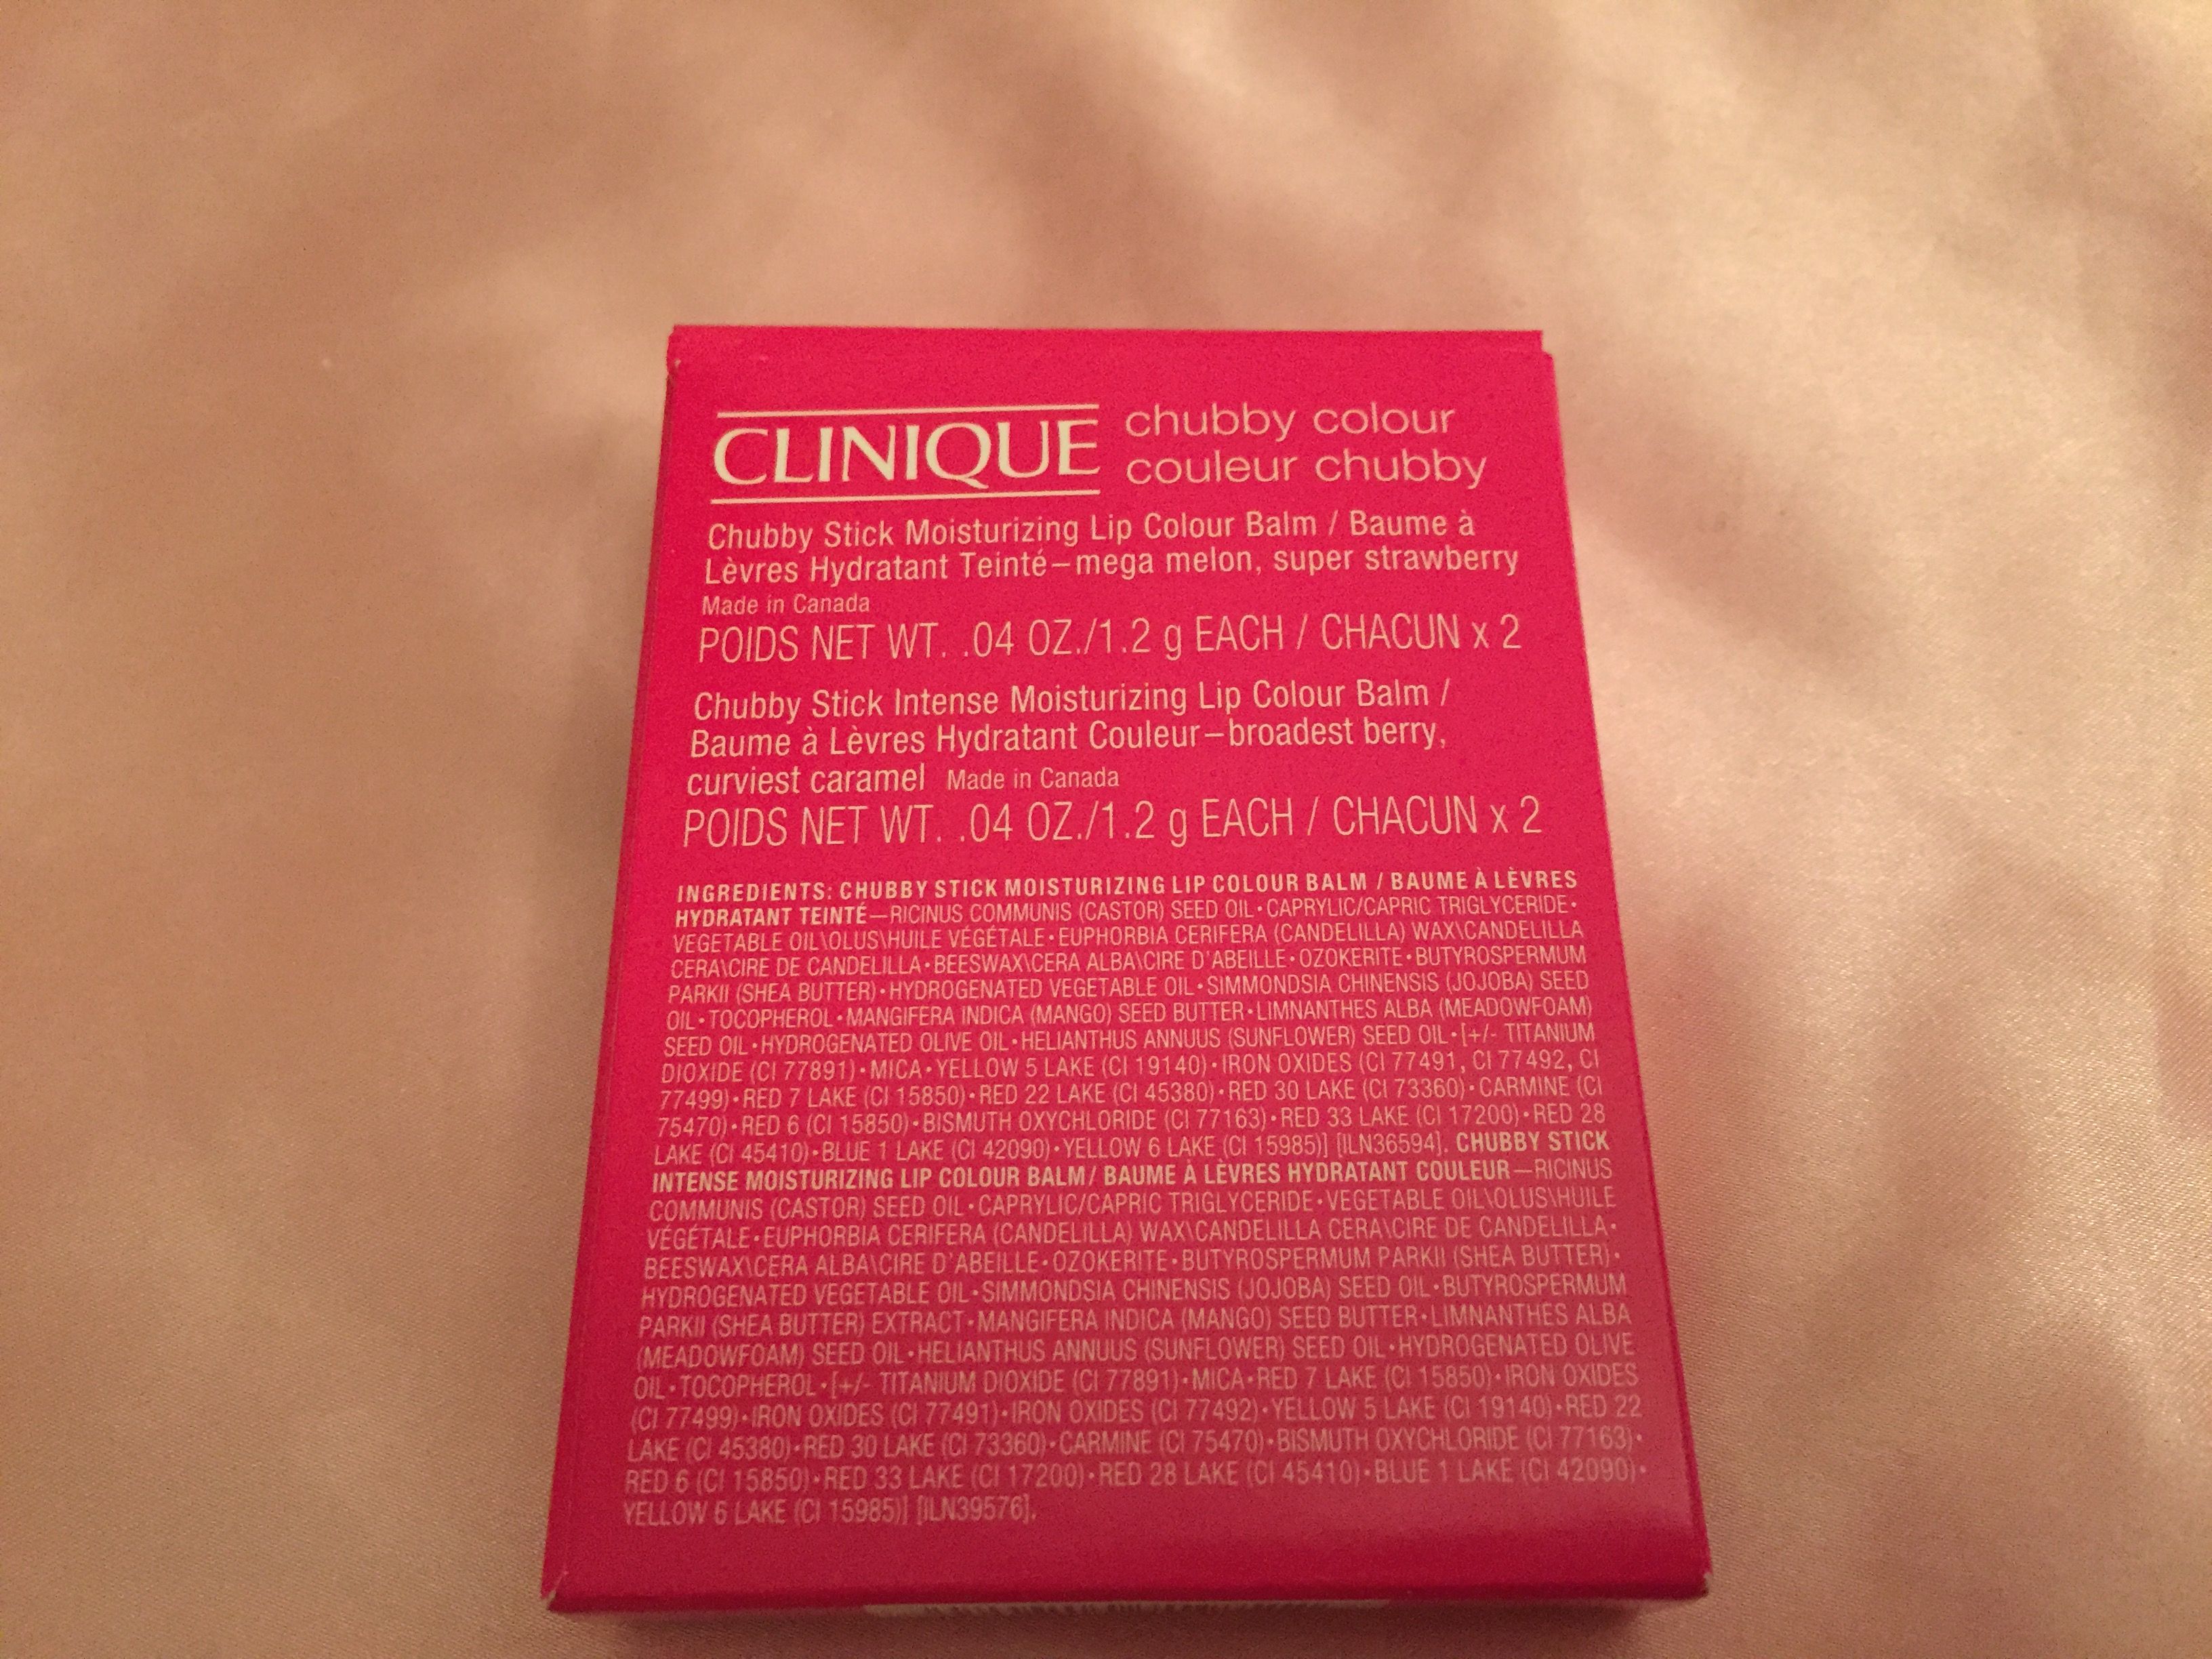 CLINIQUE chubby colour
couleur chubby
Chubby Stick Moisturizing Lip Colour Balm / Baume à
Lèvres Hydratant Teinté–mega melon, super strawberry
Made in Canada
POIDS NET WT. .04 OZ./1.2 g EACH / CHACUN x 2
Chubby Stick Intense Moisturizing Lip Colour Balm /
Baume à Lèvres Hydratant Couleur–broadest berry,
curviest caramel Made in Canada
POIDS NET WT. .04 OZ./1.2 g EACH / CHACUN x 2
INGREDIENTS: CHUBBY STICK MOISTURIZING LIP COLOUR BALM / BAUME À LÈVRES
HYDRATANT TEINTÉ—RICINUS COMMUNIS (CASTOR) SEED OIL•CAPRYLIC/CAPRIC TRIGLYCERIDE•
VEGETABLE OIL\OLUS\HUILE VÉGÉTALE•EUPHORBIA CERIFERA (CANDELILLA) WAX\CANDELILLA
CERA\CIRE DE CANDELILLA•BEESWAX\CERA ALBA\CIRE D'ABEILLE•OZOKERITE•BUTYROSPERMUM
PARKII (SHEA BUTTER)•HYDROGENATED VEGETABLE OIL•SIMMONDSIA CHINENSIS (JOJOBA) SEED
OIL•TOCOPHEROL•MANGIFERA INDICA (MANGO) SEED BUTTER•LIMNANTHES ALBA (MEADOWFOAM)
SEED OIL•HYDROGENATED OLIVE OIL•HELIANTHUS ANNUUS (SUNFLOWER) SEED OIL•[+/- TITANIUM
DIOXIDE (CI 77891)•MICA•YELLOW 5 LAKE (CI 19140)•IRON OXIDES (CI 77491, CI 77492, CI
77499)•RED 7 LAKE (CI 15850)•RED 22 LAKE (CI 45380)•RED 30 LAKE (CI 73360)•CARMINE (CI
75470)•RED 6 (CI 15850)•BISMUTH OXYCHLORIDE (CI 77163)•RED 33 LAKE (CI 17200)•RED 28
LAKE (CI 45410)•BLUE 1 LAKE (CI 42090)•YELLOW 6 LAKE (CI 15985)] [ILN36594]. CHUBBY STICK
INTENSE MOISTURIZING LIP COLOUR BALM / BAUME À LÈVRES HYDRATANT COULEUR—RICINUS
COMMUNIS (CASTOR) SEED OIL•CAPRYLIC/CAPRIC TRIGLYCERIDE•VEGETABLE OIL\OLUS\HUILE
VÉGÉTALE•EUPHORBIA CERIFERA (CANDELILLA) WAX\CANDELILLA CERA\CIRE DE CANDELILLA•
BEESWAX\CERA ALBA\CIRE D'ABEILLE•OZOKERITE•BUTYROSPERMUM PARKII (SHEA BUTTER)•
HYDROGENATED VEGETABLE OIL•SIMMONDSIA CHINENSIS (JOJOBA) SEED OIL•BUTYROSPERMUM
PARKII (SHEA BUTTER) EXTRACT•MANGIFERA INDICA (MANGO) SEED BUTTER•LIMNANTHES ALBA
(MEADOWFOAM) SEED OIL•HELIANTHUS ANNUUS (SUNFLOWER) SEED OIL•HYDROGENATED OLIVE
OIL•TOCOPHEROL•[+/- TITANIUM DIOXIDE (CI 77891)•MICA•RED 7 LAKE (CI 15850)•IRON OXIDES
(CI 77499)•IRON OXIDES (CI 77491)•IRON OXIDES (CI 77492)•YELLOW 5 LAKE (CI 19140)•RED 22
LAKE (CI 45380)•RED 30 LAKE (CI 73360)•CARMINE (CI 75470)•BISMUTH OXYCHLORIDE (CI 77163)•
RED 6 (CI 15850)•RED 33 LAKE (CI 17200)•RED 28 LAKE (CI 45410)•BLUE 1 LAKE (CI 42090)•
YELLOW 6 LAKE (CI 15985)] [ILN39576].